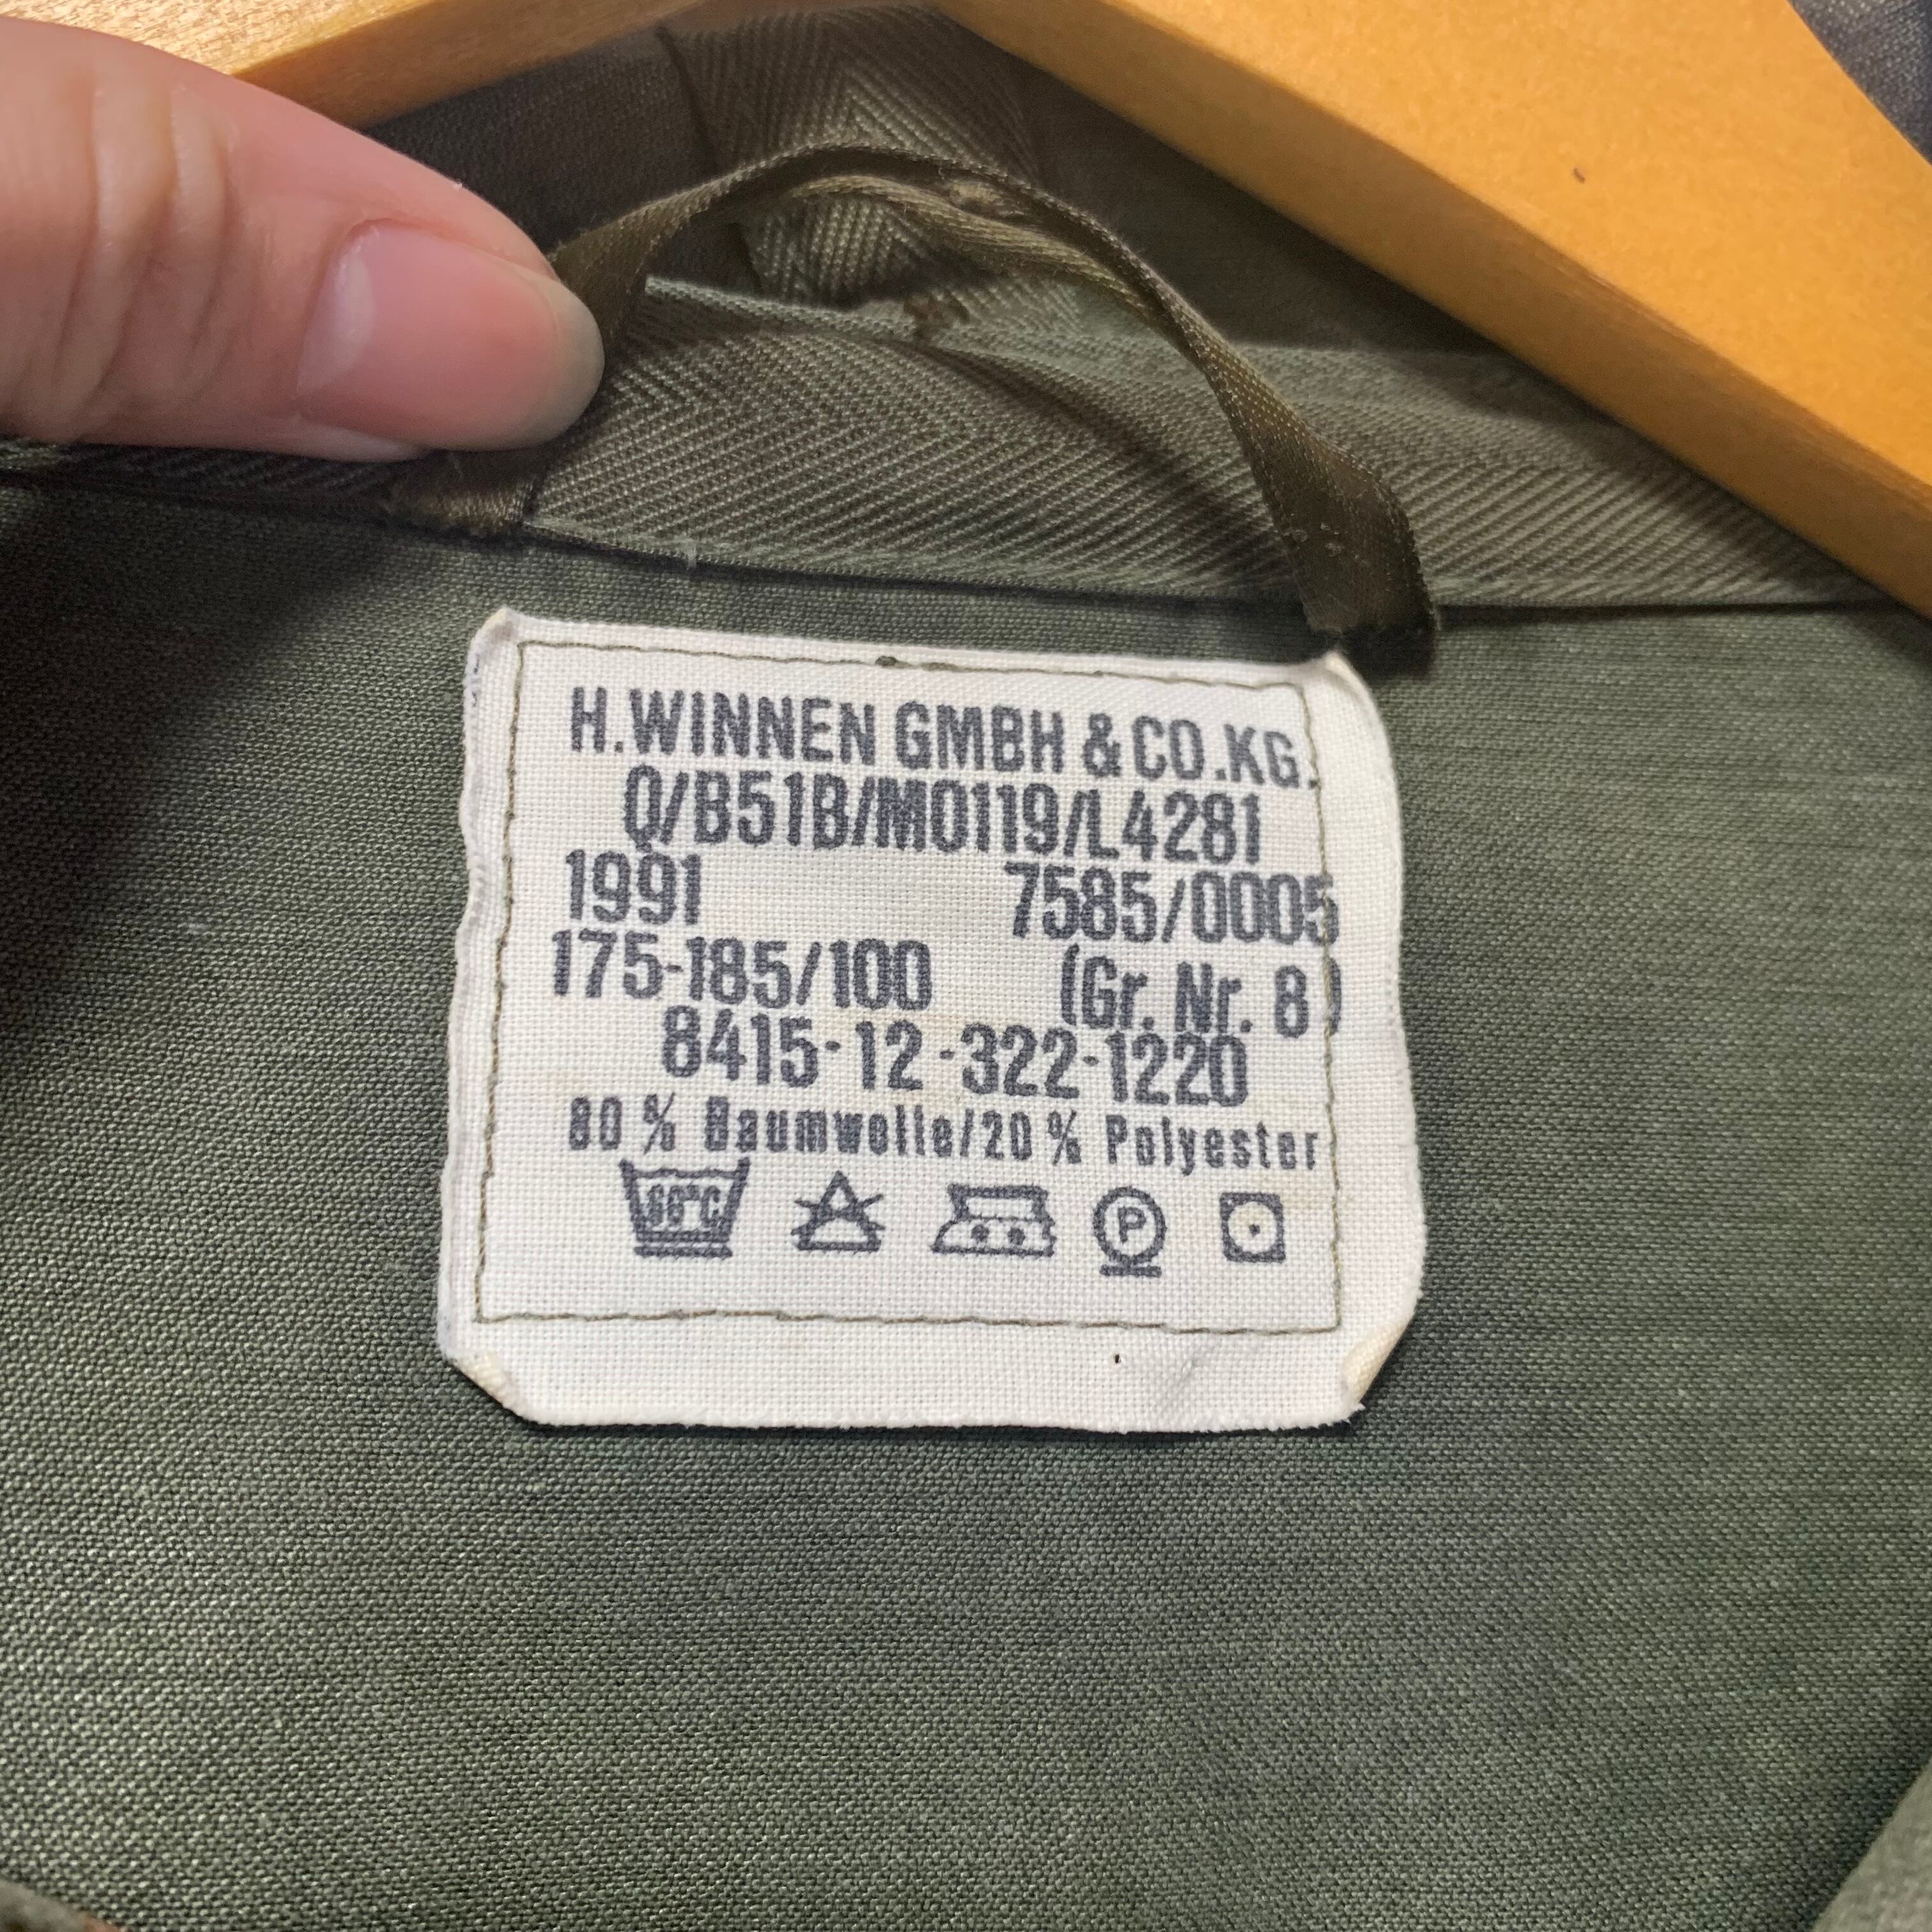 H.WINNEN GMBH & CO.KG.
Q/B51B/M0119/L4281
1991 7585/0005
175-185/100 (Gr. Nr. 8)
8415-12-322-1220
80 % Baumwolle/20 % Polyester
60°C P